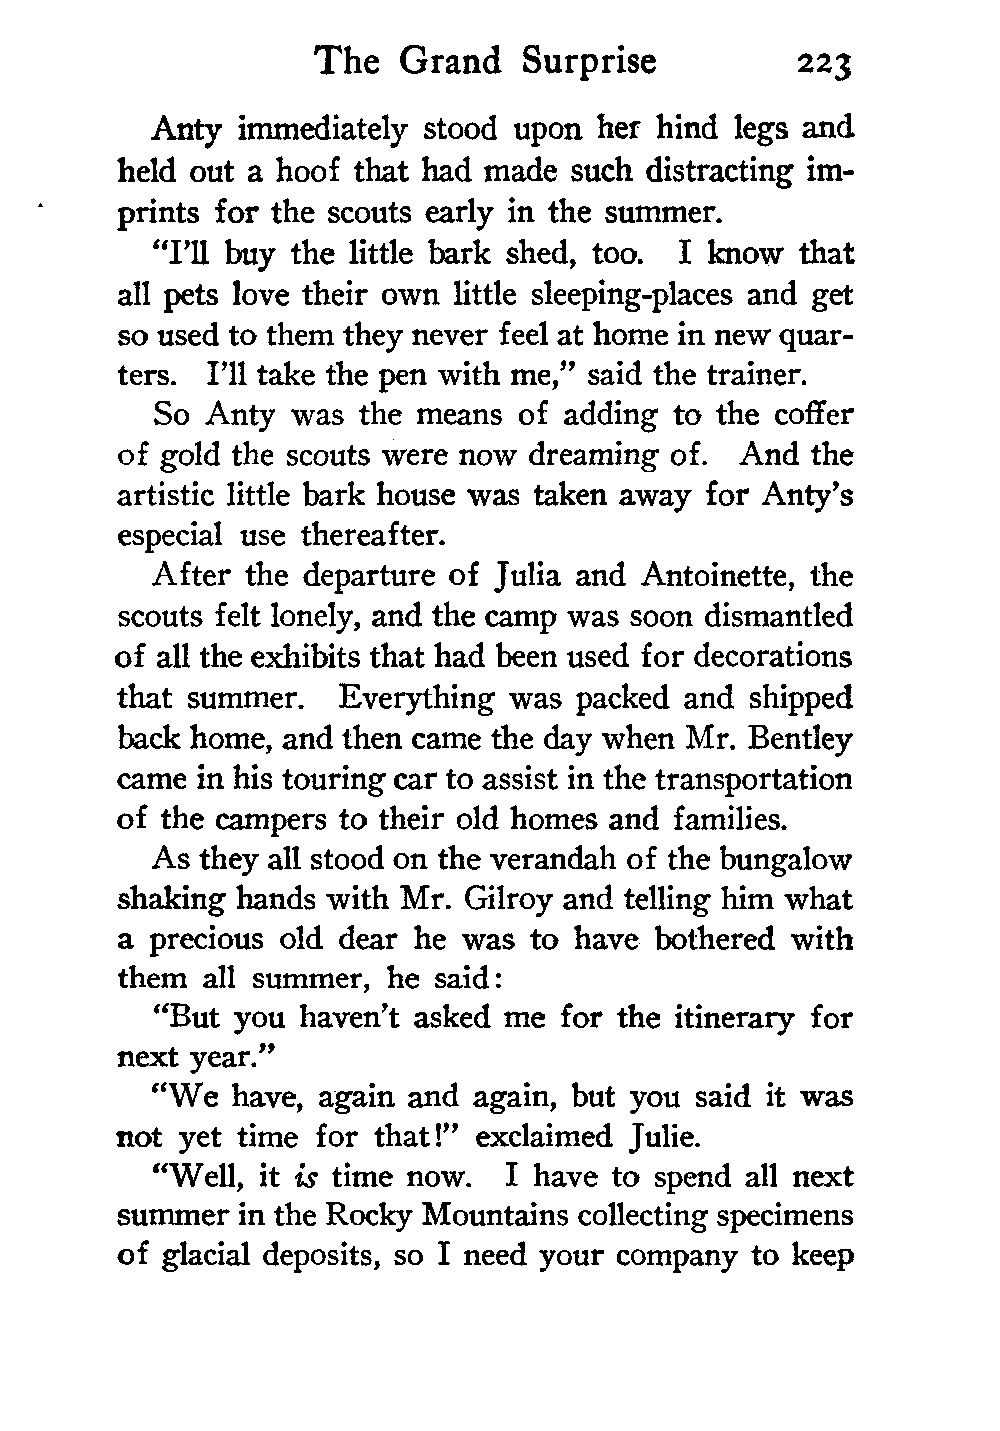 The Grand Surprise 223
Anty immediately stood upon her hind legs and
held out a hoof that had made such distracting im-
prints for the scouts early in the summer.
“I’ll buy the little bark shed, too. I know that
all pets love their own little sleeping-places and get
so used to them they never feel at home in new quar-
ters. I’ll take the pen with me,” said the trainer.
So Anty was the means of adding to the coffer
of gold the scouts were now dreaming of. And the
artistic little bark house was taken away for Anty’s
especial use thereafter.
After the departure of Julia and Antoinette, the
scouts felt lonely, and the camp was soon dismantled
of all the exhibits that had been used for decorations
that summer. Everything was packed and shipped
back home, and then came the day when Mr. Bentley
came in his touring car to assist in the transportation
of the campers to their old homes and families.
As they all stood on the verandah of the bungalow
shaking hands with Mr. Gilroy and telling him what
a precious old dear he was to have bothered with
them all summer, he said:
“But you haven’t asked me for the itinerary for
next year.”
“We have, again and again, but you said it was
not yet time for that!” exclaimed Julie.
“Well, it is time now. I have to spend all next
summer in the Rocky Mountains collecting specimens
of glacial deposits, so I need your company to keep